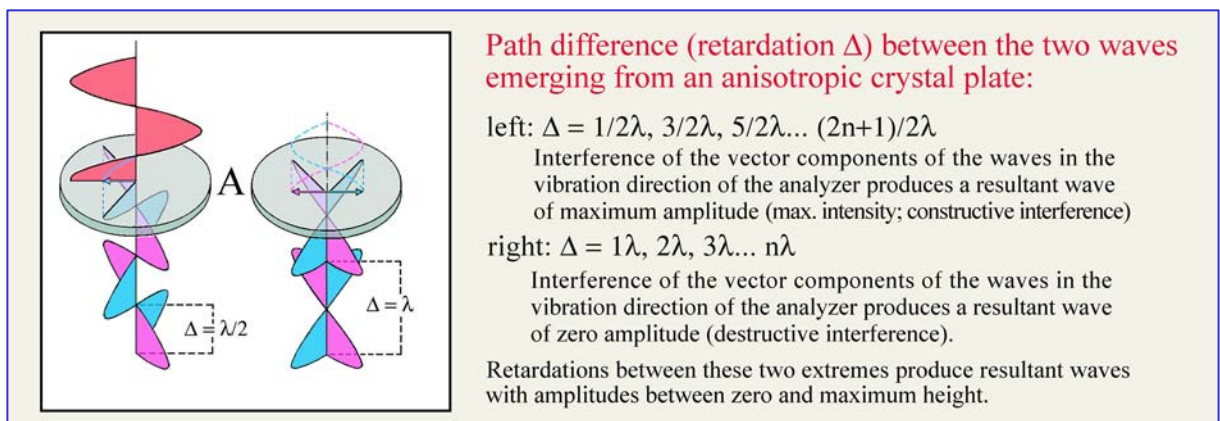 Path difference (retardation Δ) between the two waves
emerging from an anisotropic crystal plate:
left: Δ = 1/2λ, 3/2λ, 5/2λ... (2n+1)/2λ
Interference of the vector components of the waves in the
vibration direction of the analyzer produces a resultant wave
of maximum amplitude (max. intensity; constructive interference)
right: Δ = 1λ, 2λ, 3λ... nλ
Interference of the vector components of the waves in the
vibration direction of the analyzer produces a resultant wave
of zero amplitude (destructive interference).
Retardations between these two extremes produce resultant waves
with amplitudes between zero and maximum height.
A
Δ = λ/2
Δ = λ